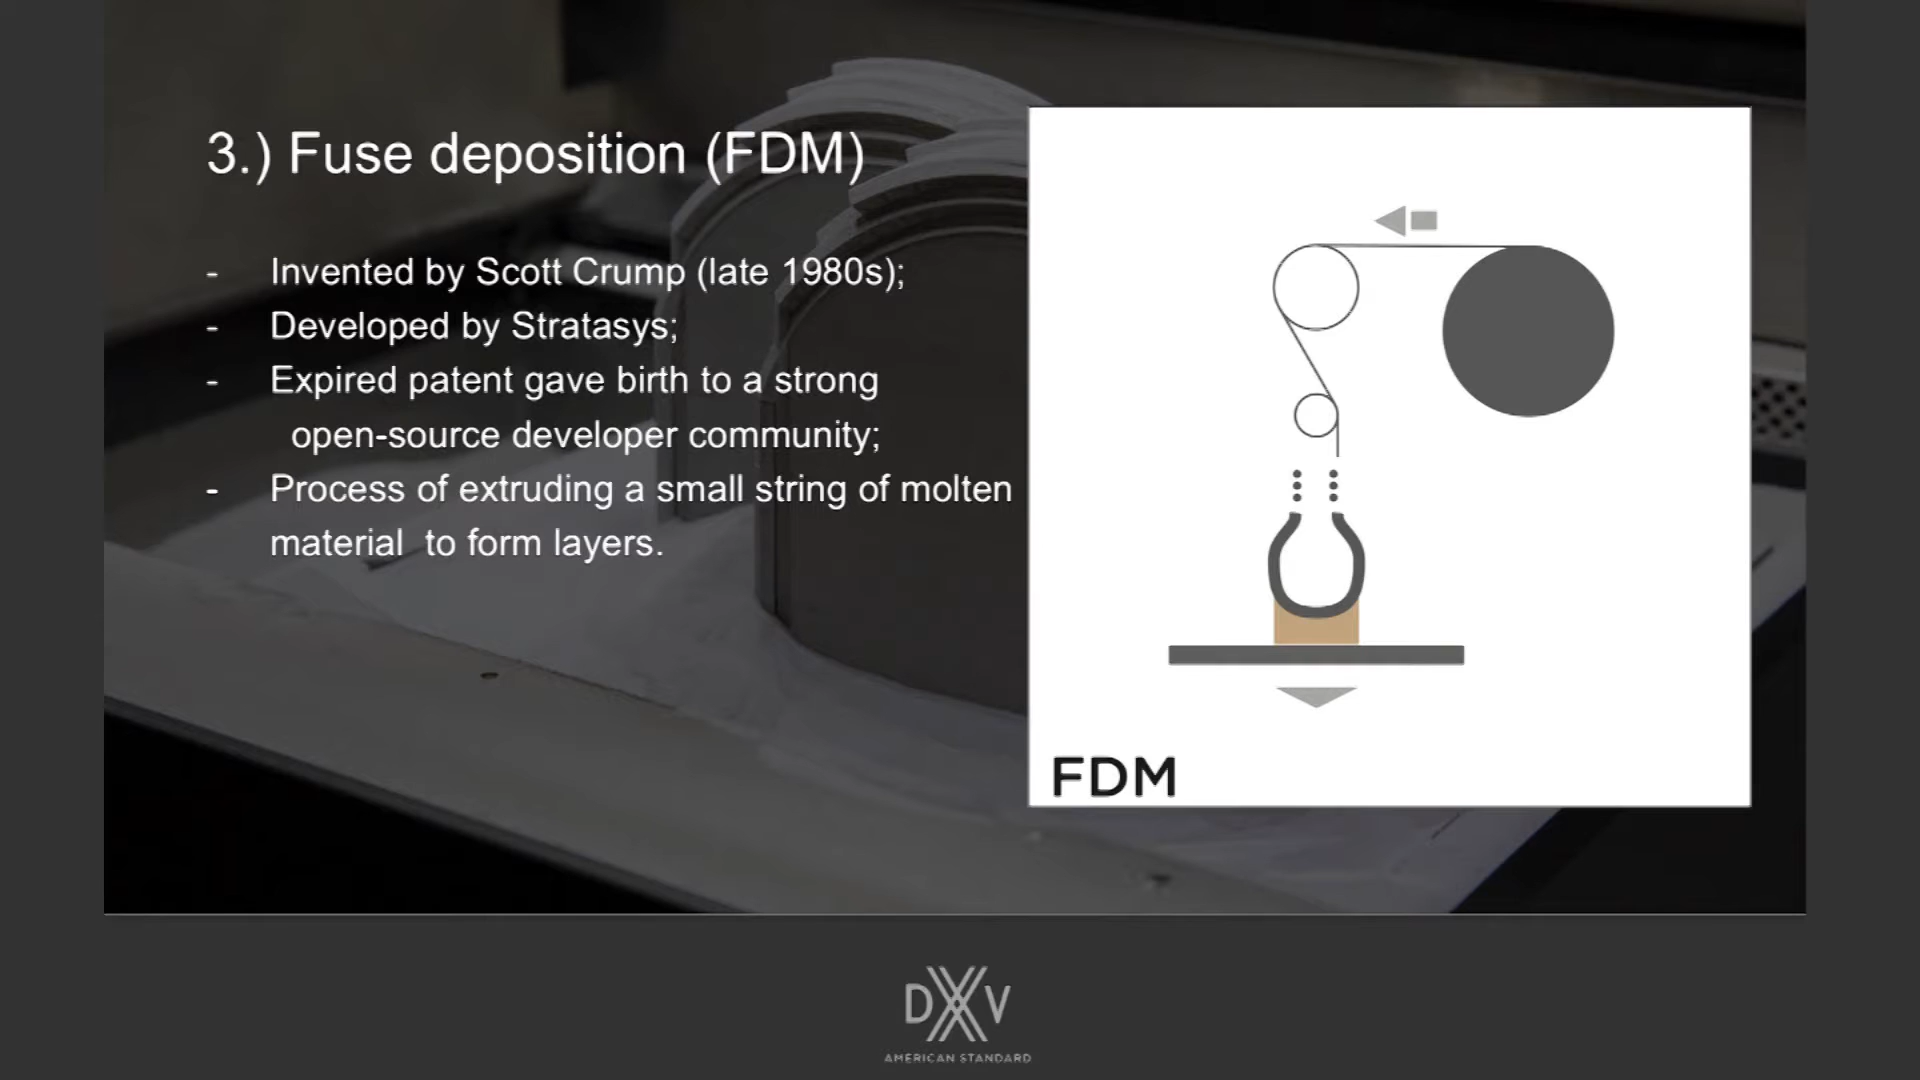 3.) Fuse deposition (FDM)
- Invented by Scott Crump (late 1980s);
- Developed by Stratasys;
- Expired patent gave birth to a strong
open-source developer community;
- Process of extruding a small string of molten
material to form layers.
FDM
DXV
AMERICAN STANDARD